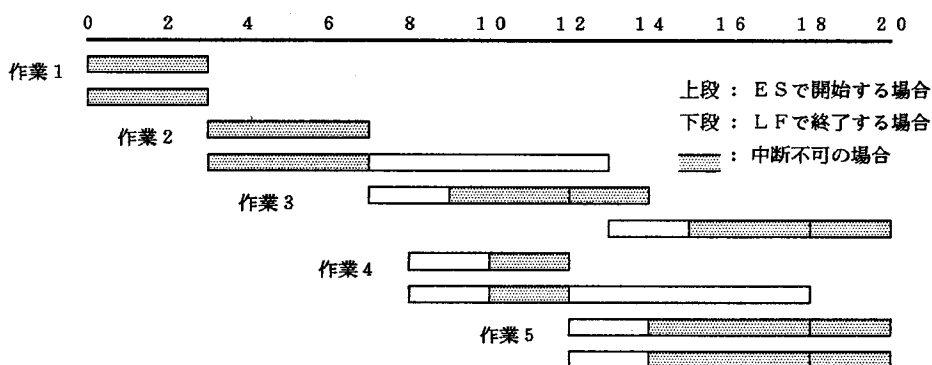 0 2 4 6 8 10 12 14 16 18 20
作業1
上段：ESで開始する場合
作業2
下段：LFで終了する場合
：中断不可の場合
作業3
作業4
作業5